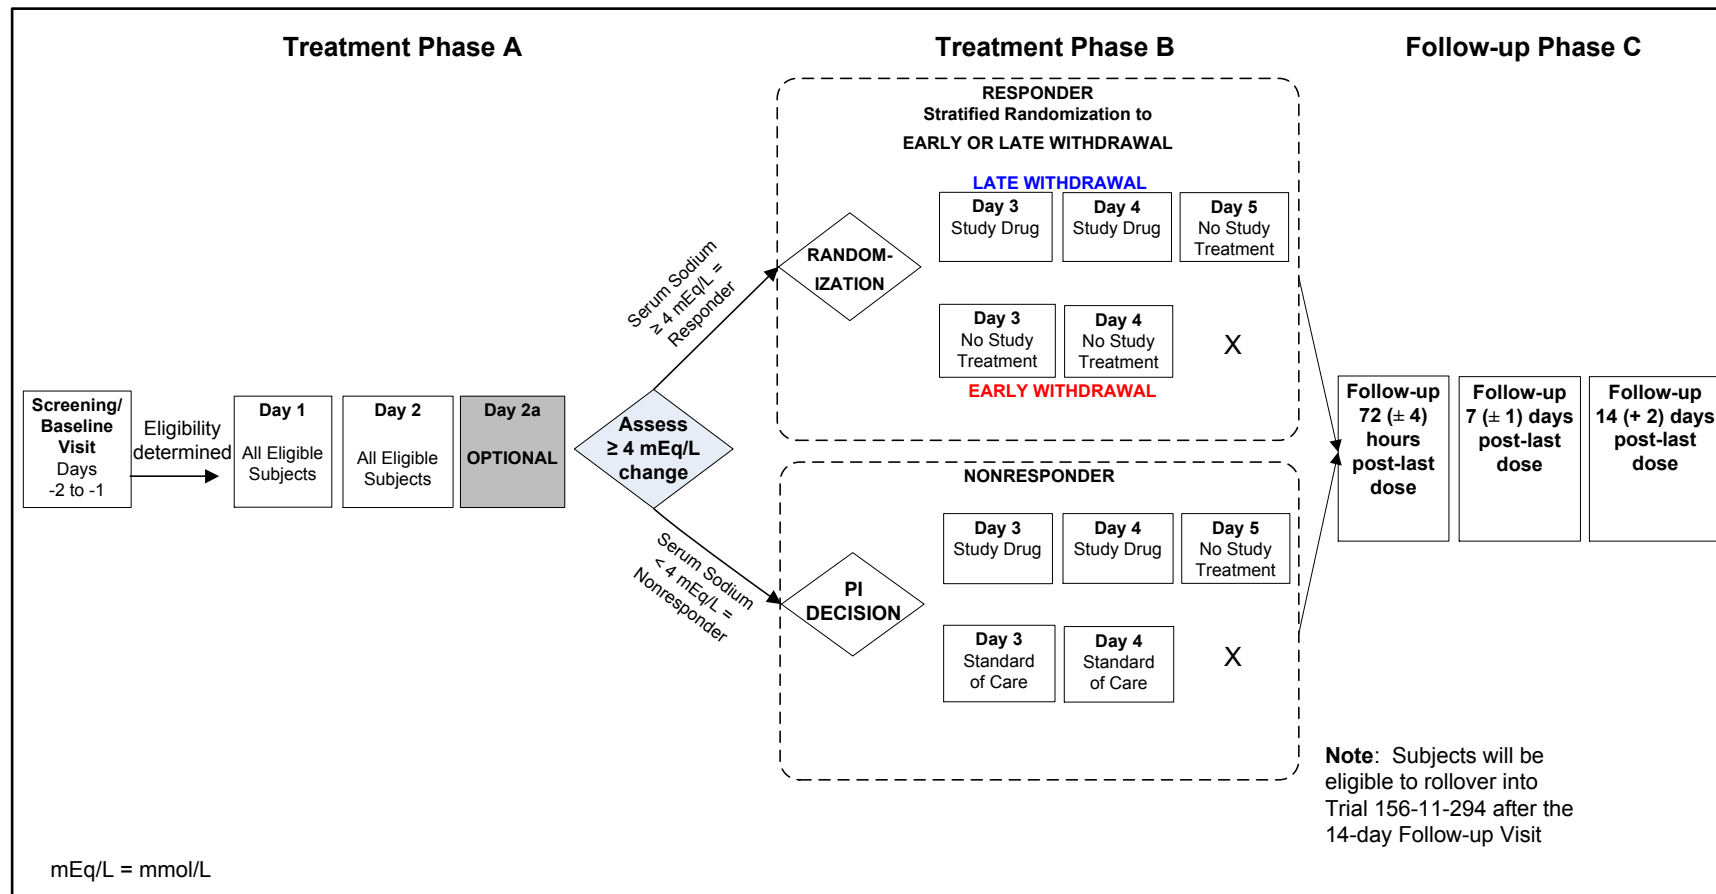 Treatment Phase A
Treatment Phase B
Follow-up Phase C
Screening/
Baseline
Visit
Days
-2 to -1
Eligibility
determined
Day 1
All Eligible
Subjects
Day 2
All Eligible
Subjects
Day 2a
OPTIONAL
Assess
≥ 4 mEq/L
change
Serum Sodium
≥ 4 mEq/L =
Responder
Serum Sodium
< 4 mEq/L =
Nonresponder
RESPONDER
Stratified Randomization to
EARLY OR LATE WITHDRAWAL
RANDOM-
IZATION
LATE WITHDRAWAL
Day 3
Study Drug
Day 4
Study Drug
Day 5
No Study
Treatment
Day 3
No Study
Treatment
Day 4
No Study
Treatment
X
EARLY WITHDRAWAL
NONRESPONDER
PI
DECISION
Day 3
Study Drug
Day 4
Study Drug
Day 5
No Study
Treatment
Day 3
Standard
of Care
Day 4
Standard
of Care
X
Follow-up
72 (± 4)
hours
post-last
dose
Follow-up
7 (± 1) days
post-last
dose
Follow-up
14 (+ 2) days
post-last
dose
Note: Subjects will be
eligible to rollover into
Trial 156-11-294 after the
14-day Follow-up Visit
mEq/L = mmol/L